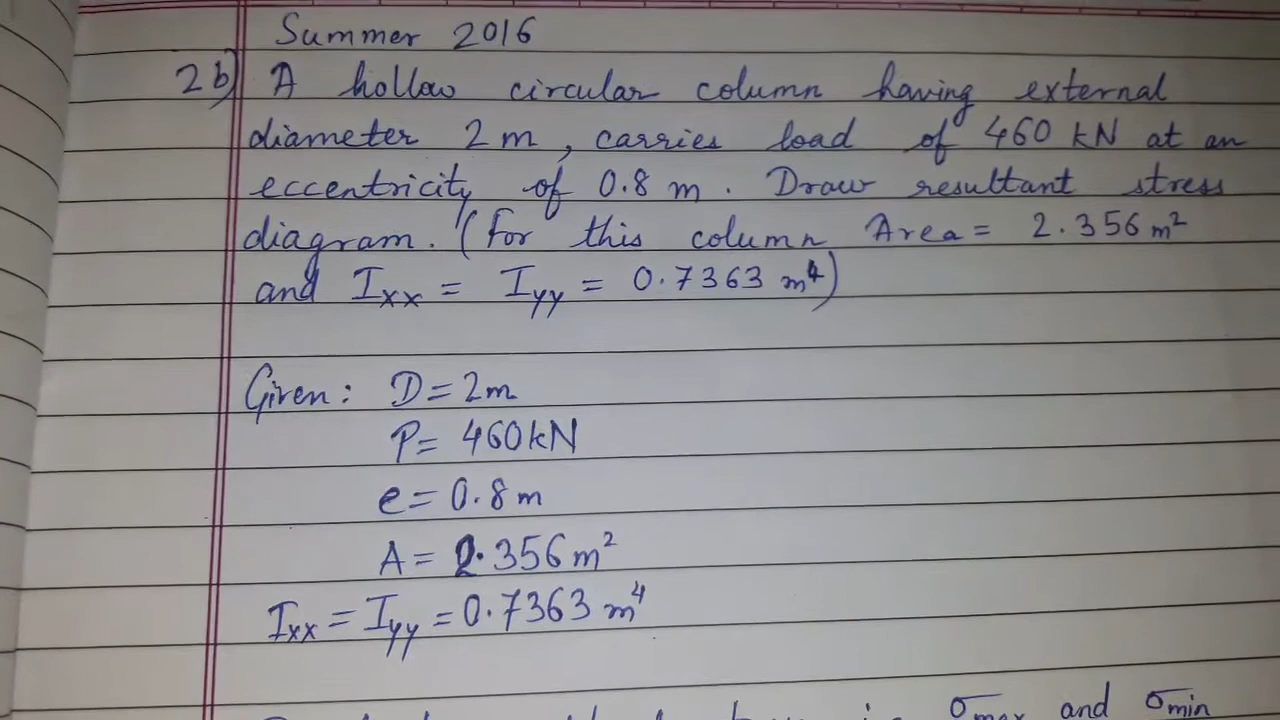 Summer 2016
2b) A hollow circular column having external
diameter 2 m, carries load of 460 kN at an
eccentricity of 0.8 m. Draw resultant stress
diagram. (For this column Area = 2.356 m²
and Ixx = Iyy = 0.7363 m⁴)
Given: D = 2m
P = 460kN
e = 0.8 m
A = 2.356 m²
Ixx = Iyy = 0.7363 m⁴
σmax and σmin